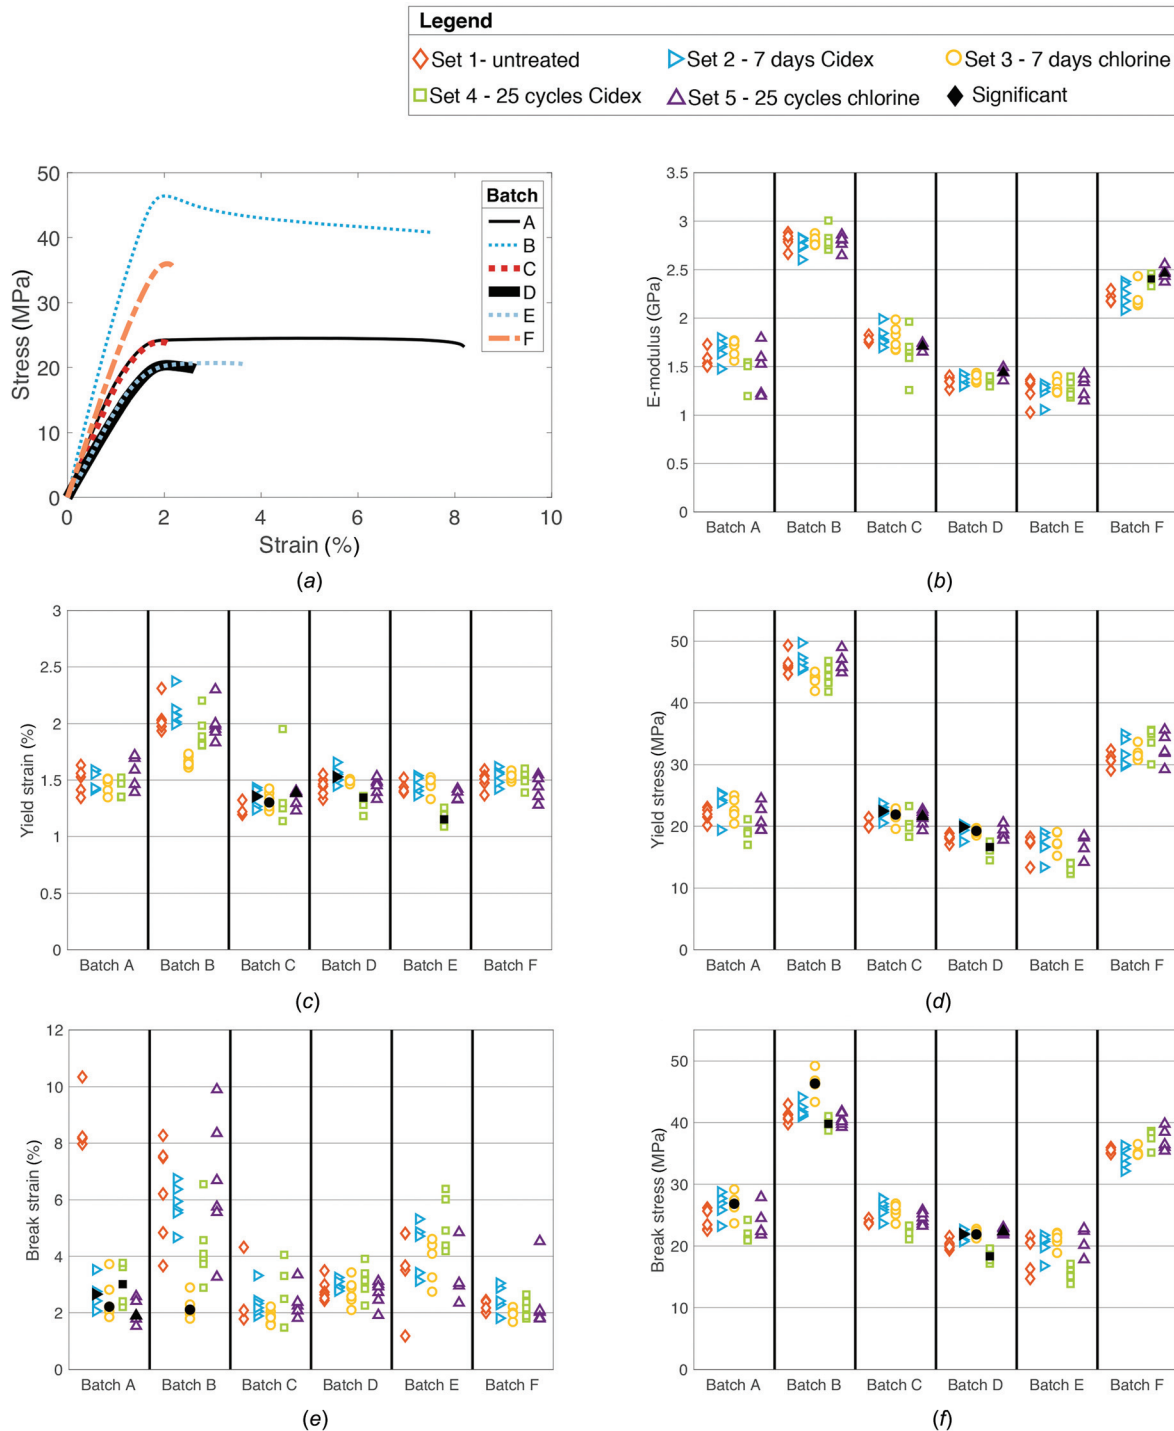 Legend
Set 1- untreated Set 2 - 7 days Cidex Set 3 - 7 days chlorine
Set 4 - 25 cycles Cidex Set 5 - 25 cycles chlorine Significant
50
40
30
20
10
0
Stress (MPa)
0 2 4 6 8 10
Strain (%)
Batch
A
B
C
D
E
F
(a)
3.5
3
2.5
2
1.5
1
0.5
0
E-modulus (GPa)
Batch A Batch B Batch C Batch D Batch E Batch F
(b)
3
2.5
2
1.5
1
0.5
0
Yield strain (%)
Batch A Batch B Batch C Batch D Batch E Batch F
(c)
50
40
30
20
10
0
Yield stress (MPa)
Batch A Batch B Batch C Batch D Batch E Batch F
(d)
12
10
8
6
4
2
0
Break strain (%)
Batch A Batch B Batch C Batch D Batch E Batch F
(e)
50
40
30
20
10
0
Break stress (MPa)
Batch A Batch B Batch C Batch D Batch E Batch F
(f)